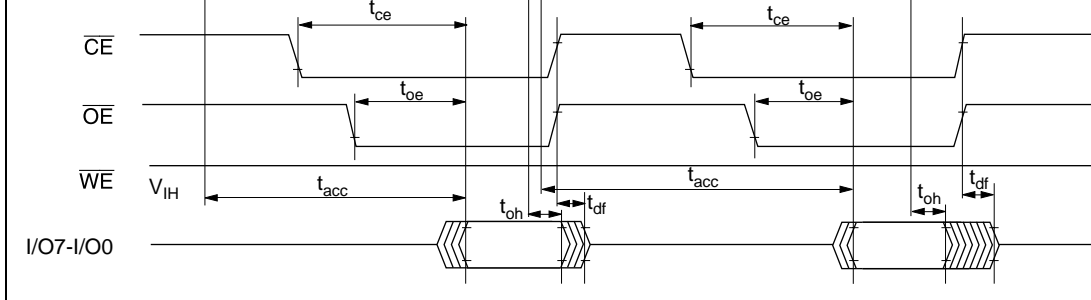 tce tce
CE
toe toe
OE
WE VIH tacc tacc
toh tdf toh tdf
I/O7-I/O0